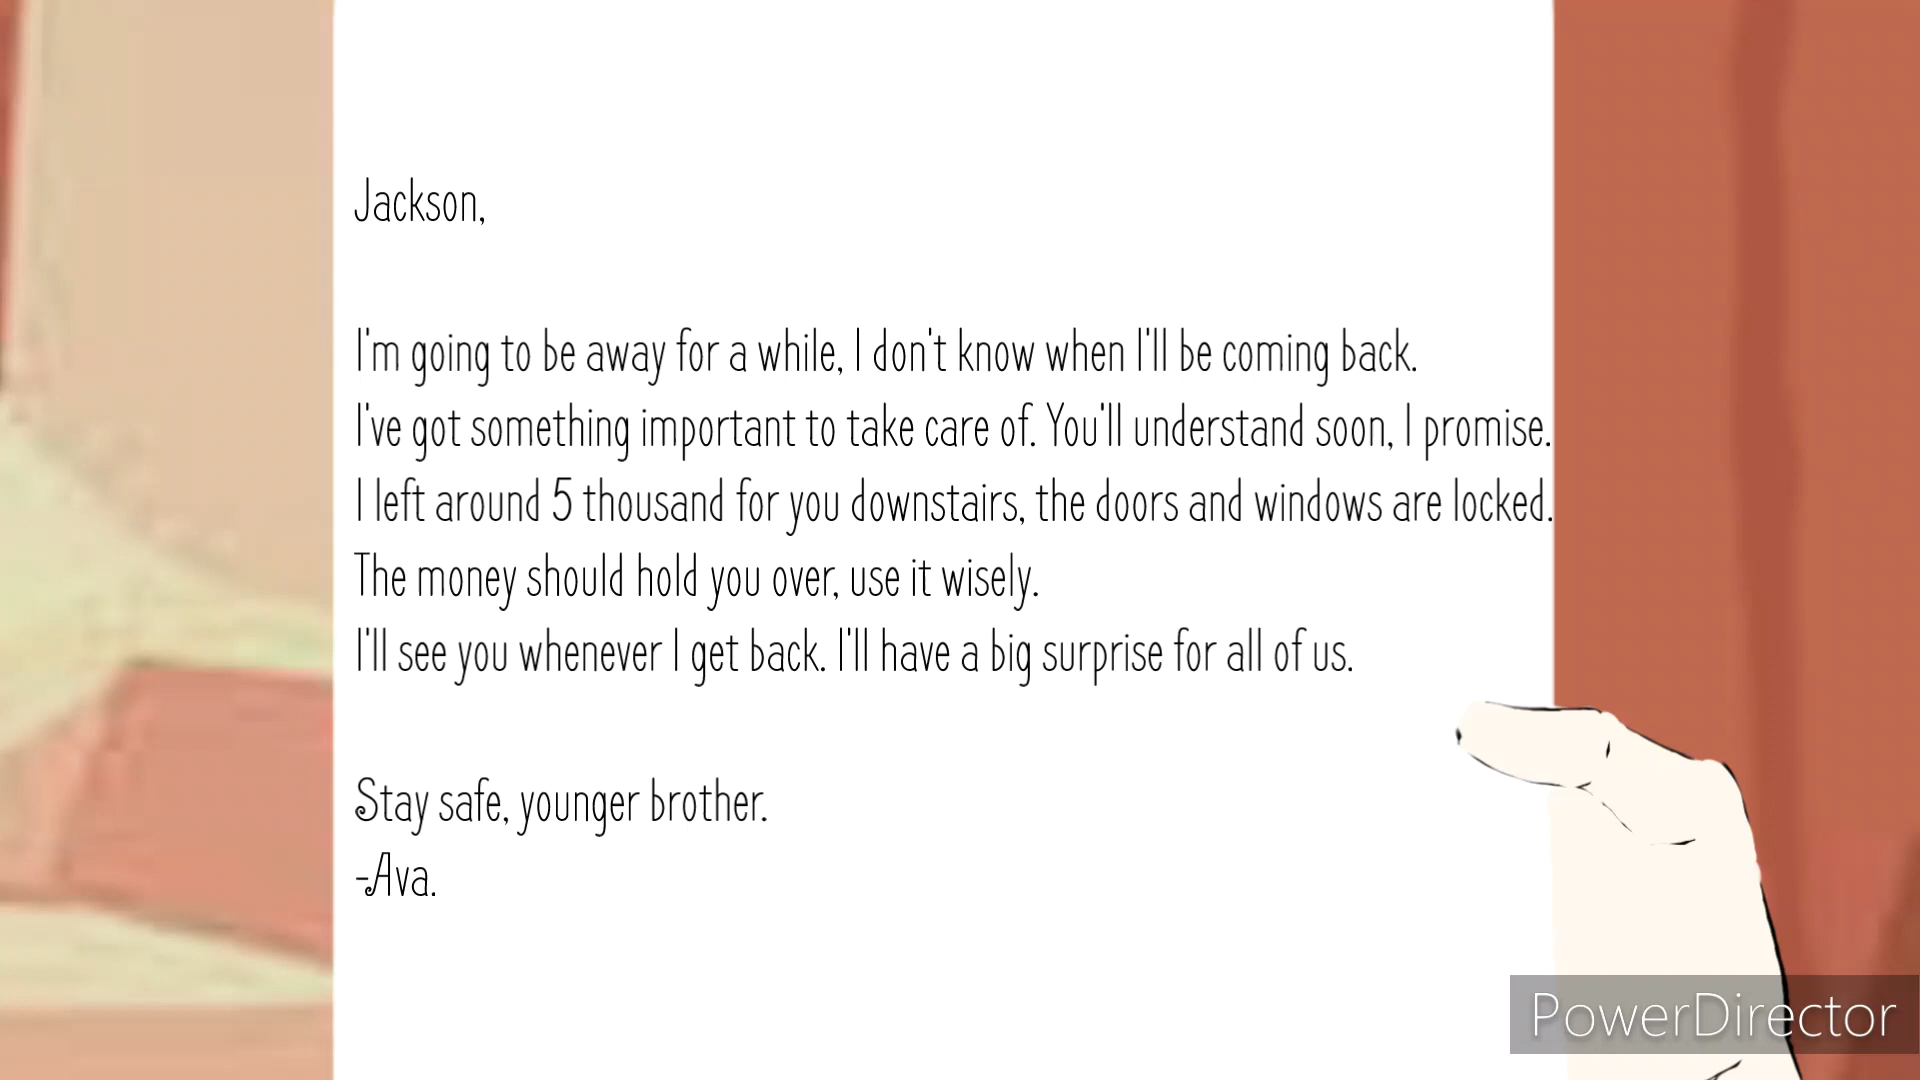 Jackson,
I'm going to be away for a while, I don't know when I'll be coming back.
I've got something important to take care of. You'll understand soon, I promise.
I left around 5 thousand for you downstairs, the doors and windows are locked.
The money should hold you over, use it wisely.
I'll see you whenever I get back. I'll have a big surprise for all of us.
Stay safe, younger brother.
-Ava.
PowerDirector